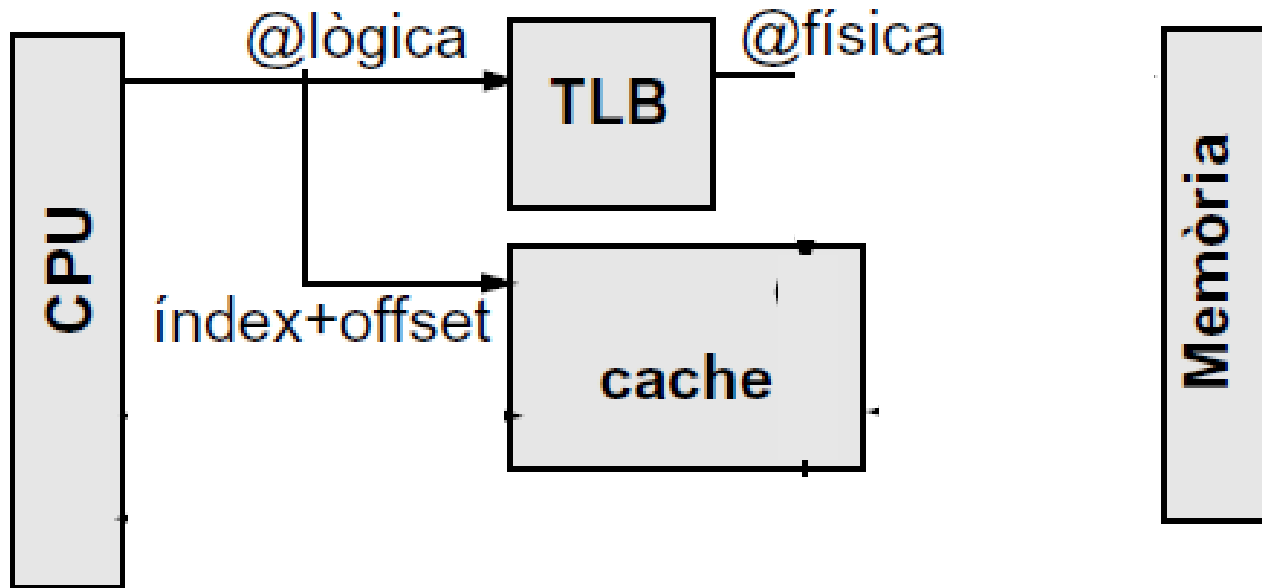 @lògica
@física
TLB
CPU
índex+offset
cache
Memòria